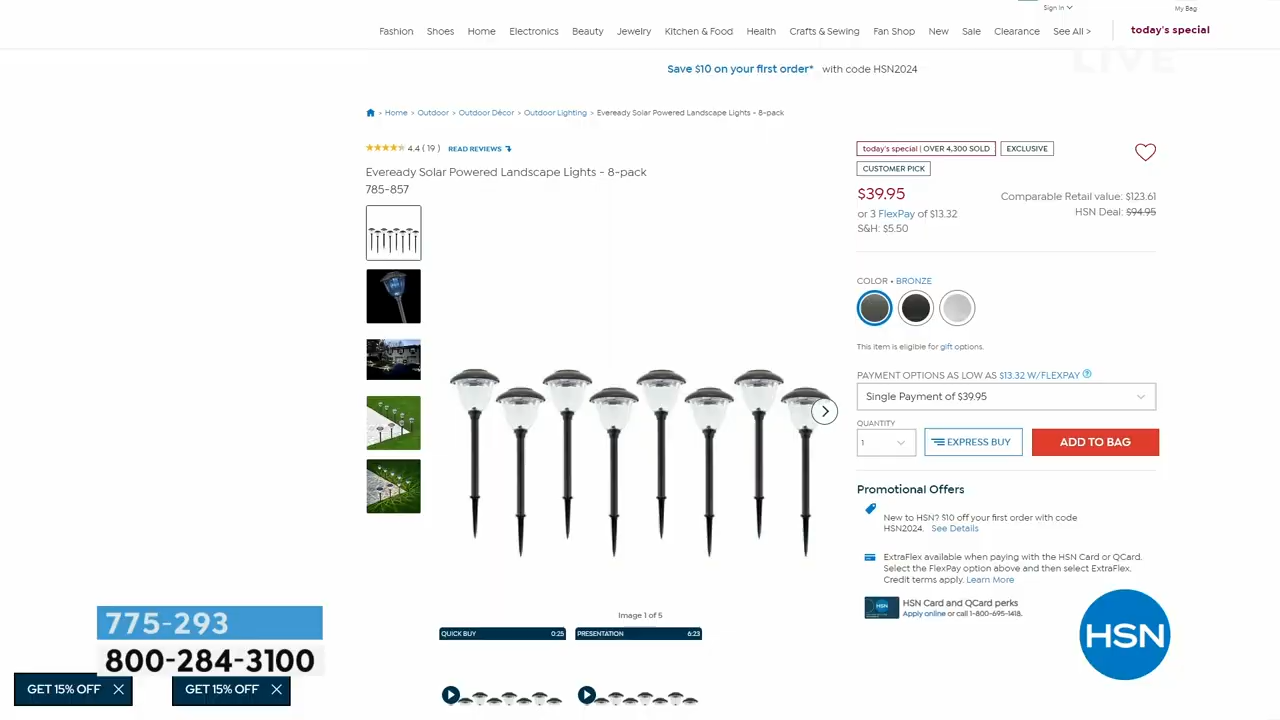 Sign In
My Bag
Fashion Shoes Home Electronics Beauty Jewelry Kitchen & Food Health Crafts & Sewing Fan Shop New Sale Clearance See All > today's special
LIVE
Save $10 on your first order* with code HSN2024
> Home > Outdoor > Outdoor Décor > Outdoor Lighting > Eveready Solar Powered Landscape Lights - 8-pack
4.4 ( 19 ) READ REVIEWS
today's special | OVER 4,300 SOLD EXCLUSIVE
CUSTOMER PICK
Eveready Solar Powered Landscape Lights - 8-pack
785-857
$39.95
Comparable Retail value: $123.61
or 3 FlexPay of $13.32
HSN Deal: $94.95
S&H: $5.50
COLOR • BRONZE
This item is eligible for gift options.
PAYMENT OPTIONS AS LOW AS $13.32 W/FLEXPAY ?
Single Payment of $39.95
QUANTITY
1
EXPRESS BUY
ADD TO BAG
Promotional Offers
New to HSN? $10 off your first order with code
HSN2024. See Details
ExtraFlex available when paying with the HSN Card or QCard.
Select the FlexPay option above and then select ExtraFlex.
Credit terms apply. Learn More
HSN
HSN Card and QCard perks
Apply online or call 1-800-695-1418.
Image 1 of 5
QUICK BUY 0:25
PRESENTATION 6:23
775-293
800-284-3100
GET 15% OFF
GET 15% OFF
HSN